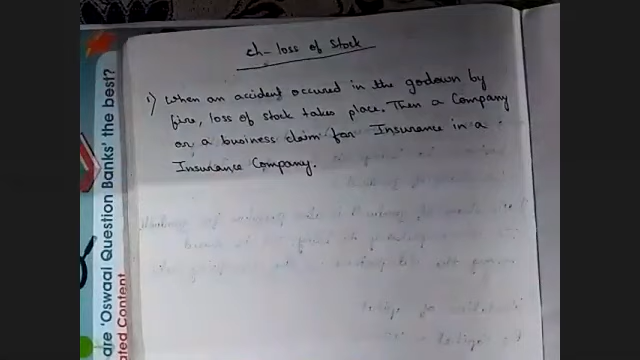 ch- loss of Stock
1) When an accident occured in the godown by
fire, loss of stock takes place. Then a Company
or a business claim for Insurance in a
Insurance Company.
are 'Oswaal Question Banks' the best?
ated Content